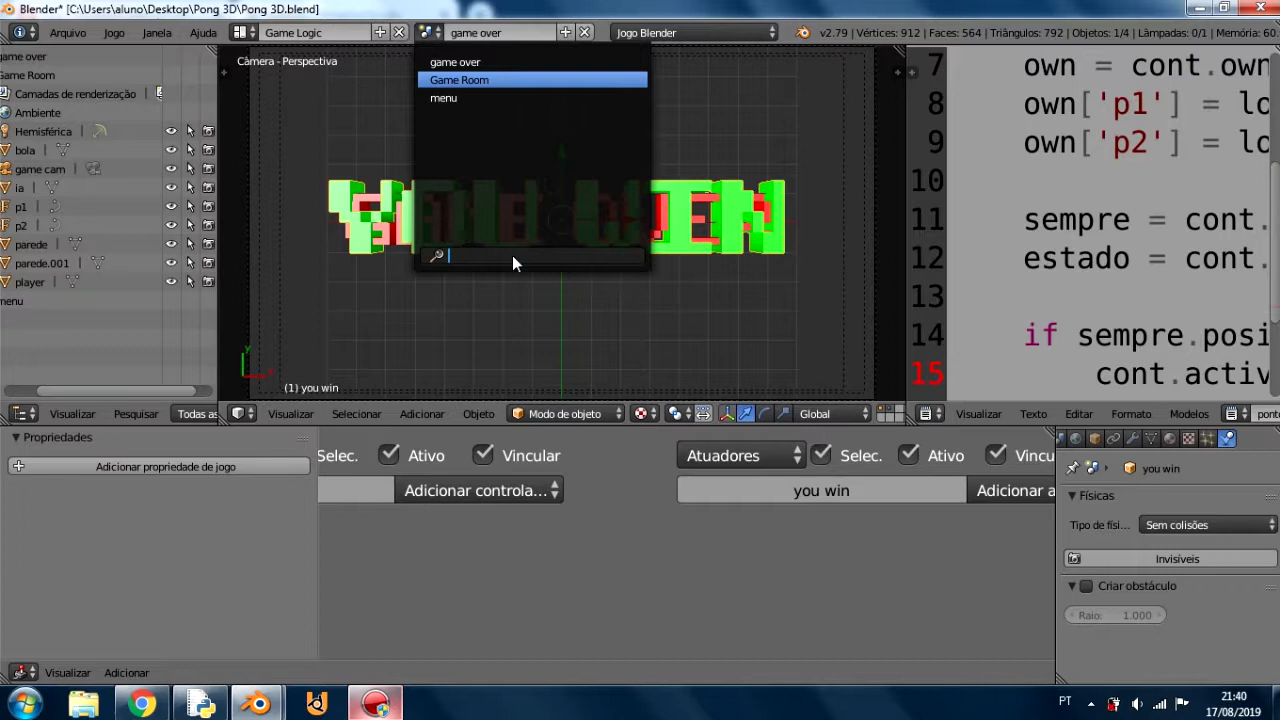 Blender* [C:\Users\aluno\Desktop\Pong 3D\Pong 3D.blend]
Arquivo Jogo Janela Ajuda Game Logic game over Jogo Blender v2.79 | Vértices: 912 | Faces: 564 | Triângulos: 792 | Objetos: 1/4 | Lâmpadas: 0/1 | Memória: 60.
game over
Game Room
Camadas de renderização
Ambiente
Hemisférica
bola
game cam
ia
p1
p2
parede
parede.001
player
menu
Visualizar Pesquisar Todas as
Câmera - Perspectiva
game over
Game Room
menu
y
(1) you win
Visualizar Selecionar Adicionar Objeto Modo de objeto Global
7 own = cont.own
8 own['p1'] = lo
9 own['p2'] = lo
10
11 sempre = cont.
12 estado = cont.
13
14 if sempre.posi
15 cont.activ
Visualizar Texto Editar Formato Modelos pont
Propriedades
Adicionar propriedade de jogo
Selec. Ativo Vincular Atuadores Selec. Ativo Vincu
Adicionar controla... you win Adicionar a
you win
Físicas
Tipo de físi... Sem colisões
Invisíveis
Criar obstáculo
Raio: 1.000
Visualizar Adicionar
PT
21:40
17/08/2019